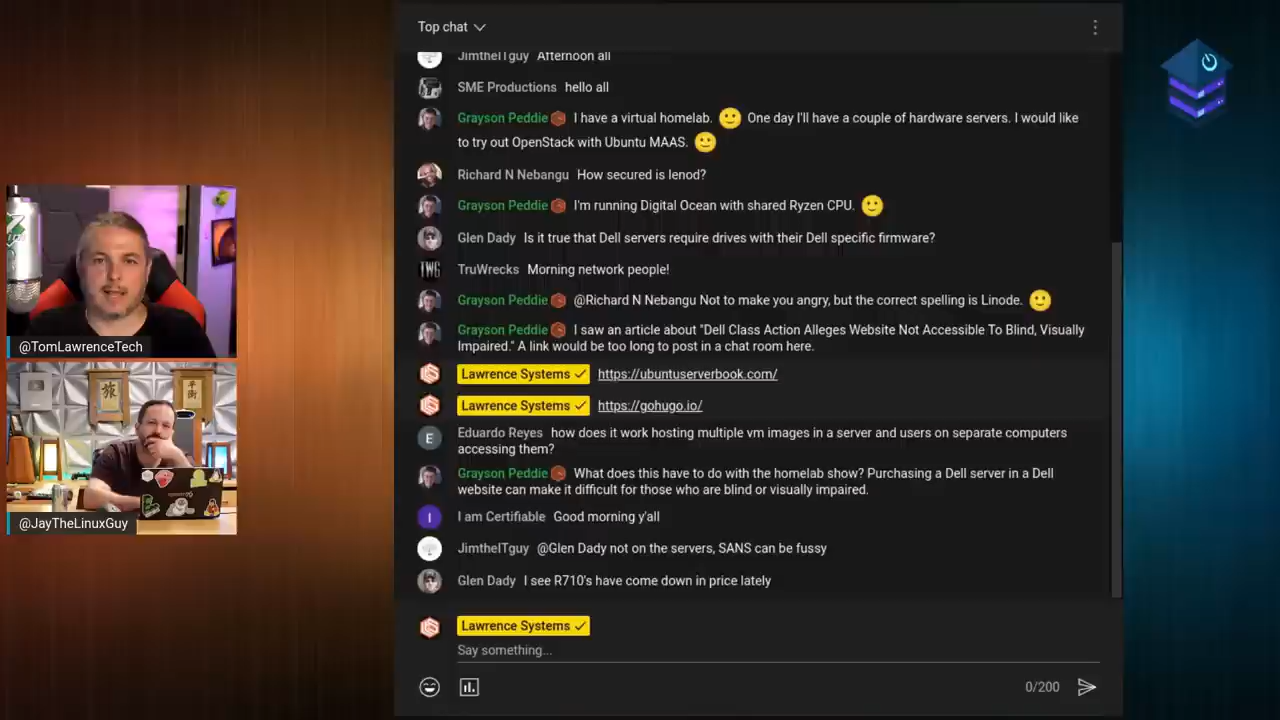 Top chat
JimtheITguy Afternoon all
SME Productions hello all
Grayson Peddie I have a virtual homelab. One day I'll have a couple of hardware servers. I would like
to try out OpenStack with Ubuntu MAAS.
Richard N Nebangu How secured is lenod?
Grayson Peddie I'm running Digital Ocean with shared Ryzen CPU.
Glen Dady Is it true that Dell servers require drives with their Dell specific firmware?
TWG TruWrecks Morning network people!
Grayson Peddie @Richard N Nebangu Not to make you angry, but the correct spelling is Linode.
Grayson Peddie I saw an article about "Dell Class Action Alleges Website Not Accessible To Blind, Visually
Impaired." A link would be too long to post in a chat room here.
Lawrence Systems https://ubuntuserverbook.com/
Lawrence Systems https://gohugo.io/
E Eduardo Reyes how does it work hosting multiple vm images in a server and users on separate computers
accessing them?
Grayson Peddie What does this have to do with the homelab show? Purchasing a Dell server in a Dell
website can make it difficult for those who are blind or visually impaired.
I I am Certifiable Good morning y'all
JimtheITguy @Glen Dady not on the servers, SANS can be fussy
Glen Dady I see R710's have come down in price lately
Lawrence Systems
Say something...
0/200
@TomLawrenceTech
旅
平
衡
@JayTheLinuxGuy